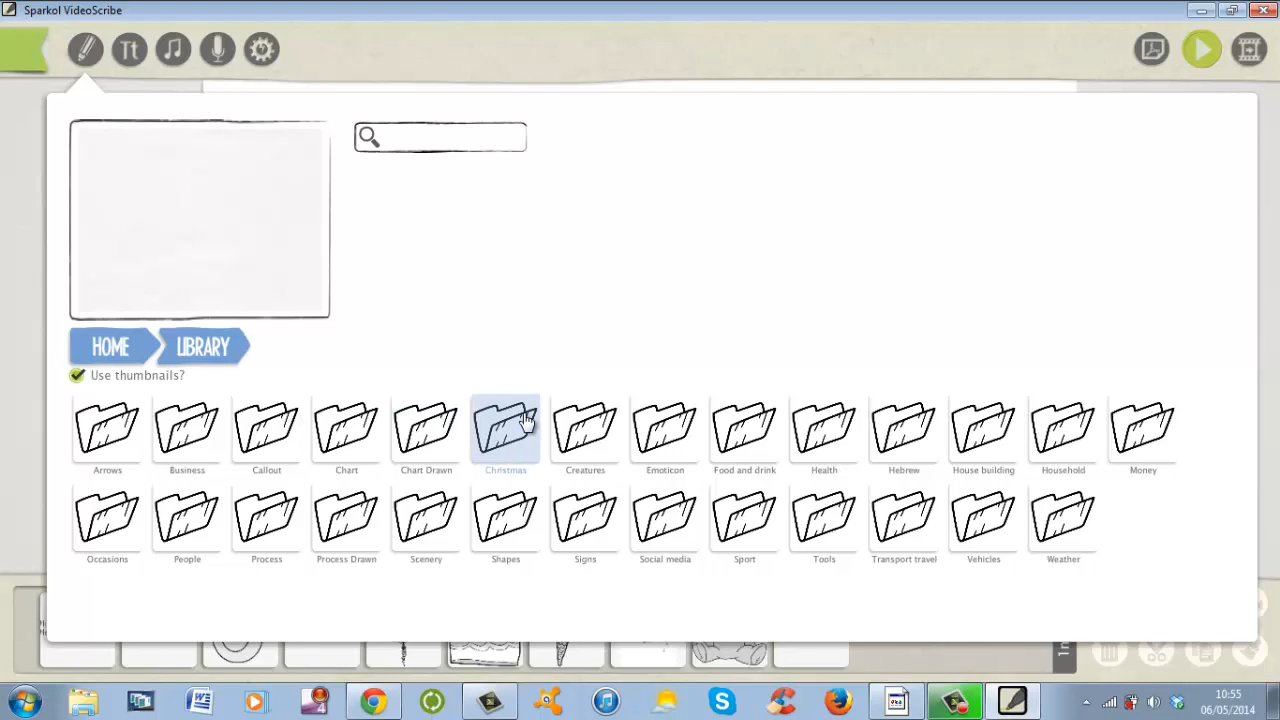 Sparkol VideoScribe
Tt
HOME LIBRARY
Use thumbnails?
Arrows Business Callout Chart Chart Drawn Christmas Creatures Emoticon Food and drink Health Hebrew House building Household Money
Occasions People Process Process Drawn Scenery Shapes Signs Social media Sport Tools Transport travel Vehicles Weather
10:55
06/05/2014